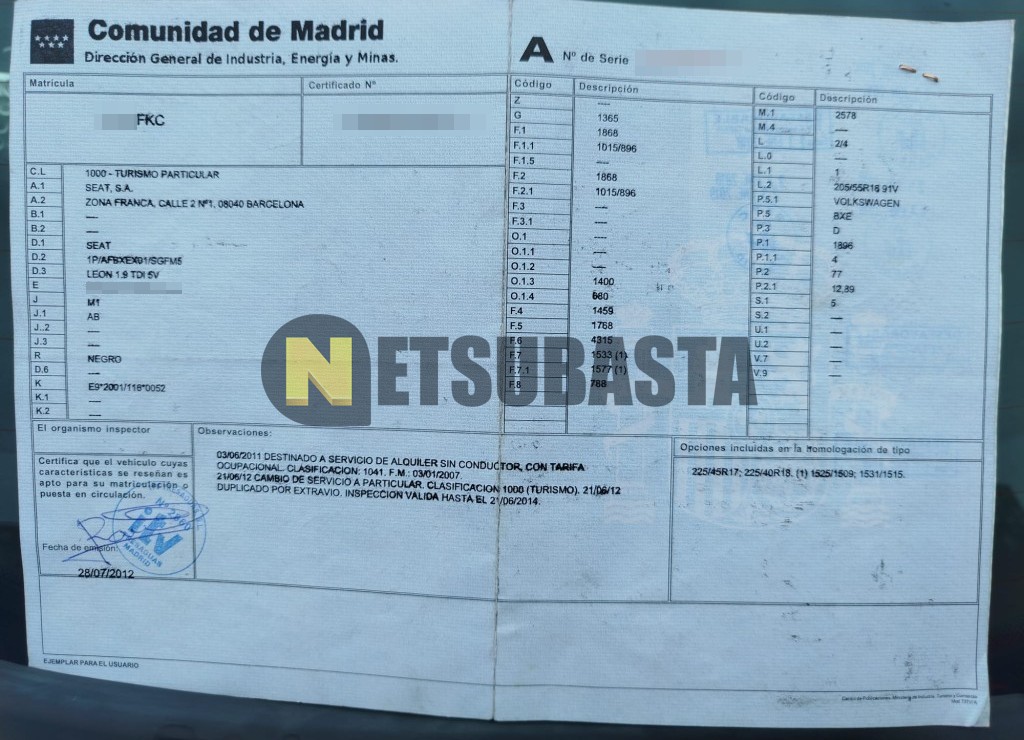 Comunidad de Madrid
Dirección General de Industria, Energía y Minas.
A Nº de Serie
Matrícula
Certificado Nº
FKC
C.L 1000 - TURISMO PARTICULAR
A.1 SEAT, S.A.
A.2 ZONA FRANCA, CALLE 2 Nº1, 08040 BARCELONA
B.1 ----
B.2 ----
D.1 SEAT
D.2 1P/AFBXEX01/SGFM5
D.3 LEON 1.9 TDI 5V
E
J M1
J.1 AB
J..2 ----
J.3 ----
R NEGRO
D.6 ----
K E9*2001/116*0052
K.1 ----
K.2 ----
Código Descripción
Z ----
G 1365
F.1 1868
F.1.1 1015/896
F.1.5 ----
F.2 1868
F.2.1 1015/896
F.3 ----
F.3.1 ----
O.1 ----
O.1.1 ----
O.1.2 ----
O.1.3 1400
O.1.4
F.4 1459
F.5 1768
F.6 4315
F.7 1533 (1)
F.7.1 1577 (1)
F.8 788
Código Descripción
M.1 2578
M.4 ----
L 2/4
L.0 ----
L.1 1
L.2 205/55R16 91V
P.5.1 VOLKSWAGEN
P.5 BXE
P.3 D
P.1 1896
P.1.1 4
P.2 77
P.2.1 12,89
S.1 5
S.2 ----
U.1 ----
U.2 ----
V.7 ----
V.9 ----
NETSUBASTA
El organismo inspector
Certifica que el vehículo cuyas
características se reseñan es
apto para su matriculación o
puesta en circulación.
Fecha de emisión:
28/07/2012
itv
MADRID
Observaciones:
03/06/2011 DESTINADO A SERVICIO DE ALQUILER SIN CONDUCTOR, CON TARIFA
OCUPACIONAL. CLASIFICACION: 1041. F.M.: 03/01/2007.
21/06/12 CAMBIO DE SERVICIO A PARTICULAR. CLASIFICACION 1000 (TURISMO). 21/06/12
DUPLICADO POR EXTRAVIO. INSPECCION VALIDA HASTA EL 21/06/2014.
Opciones incluidas en la homologación de tipo
225/45R17; 225/40R18. (1) 1525/1509; 1531/1515.
EJEMPLAR PARA EL USUARIO